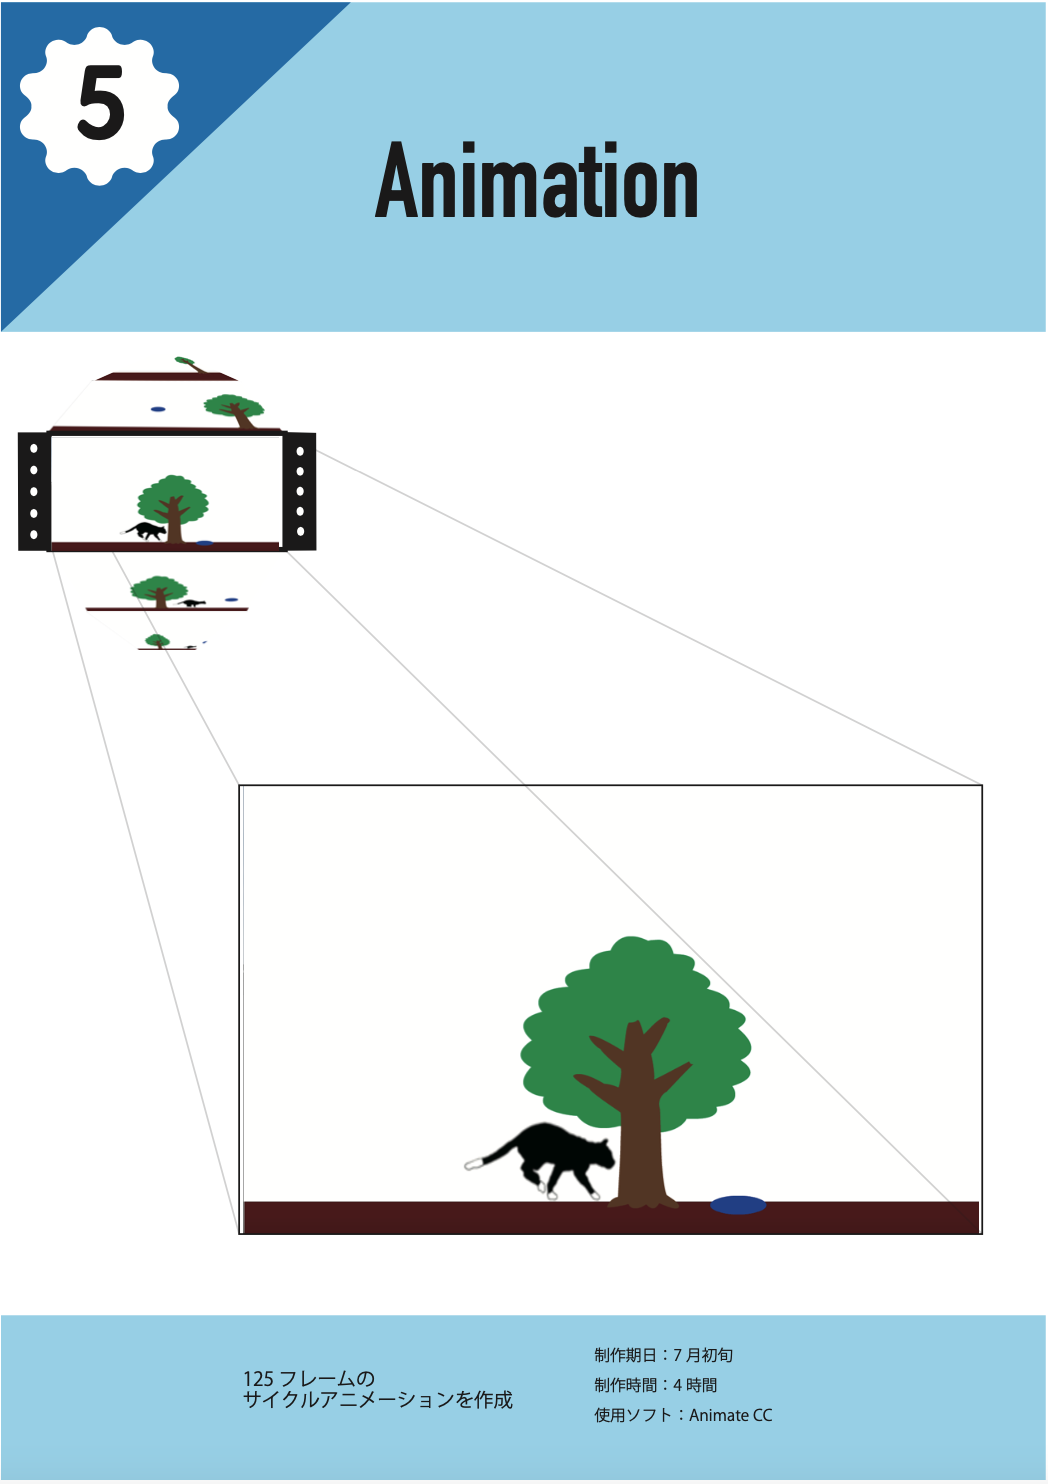 5
Animation
125 フレームの
サイクルアニメーションを作成
制作期日：7 月初旬
制作時間：4 時間
使用ソフト：Animate CC